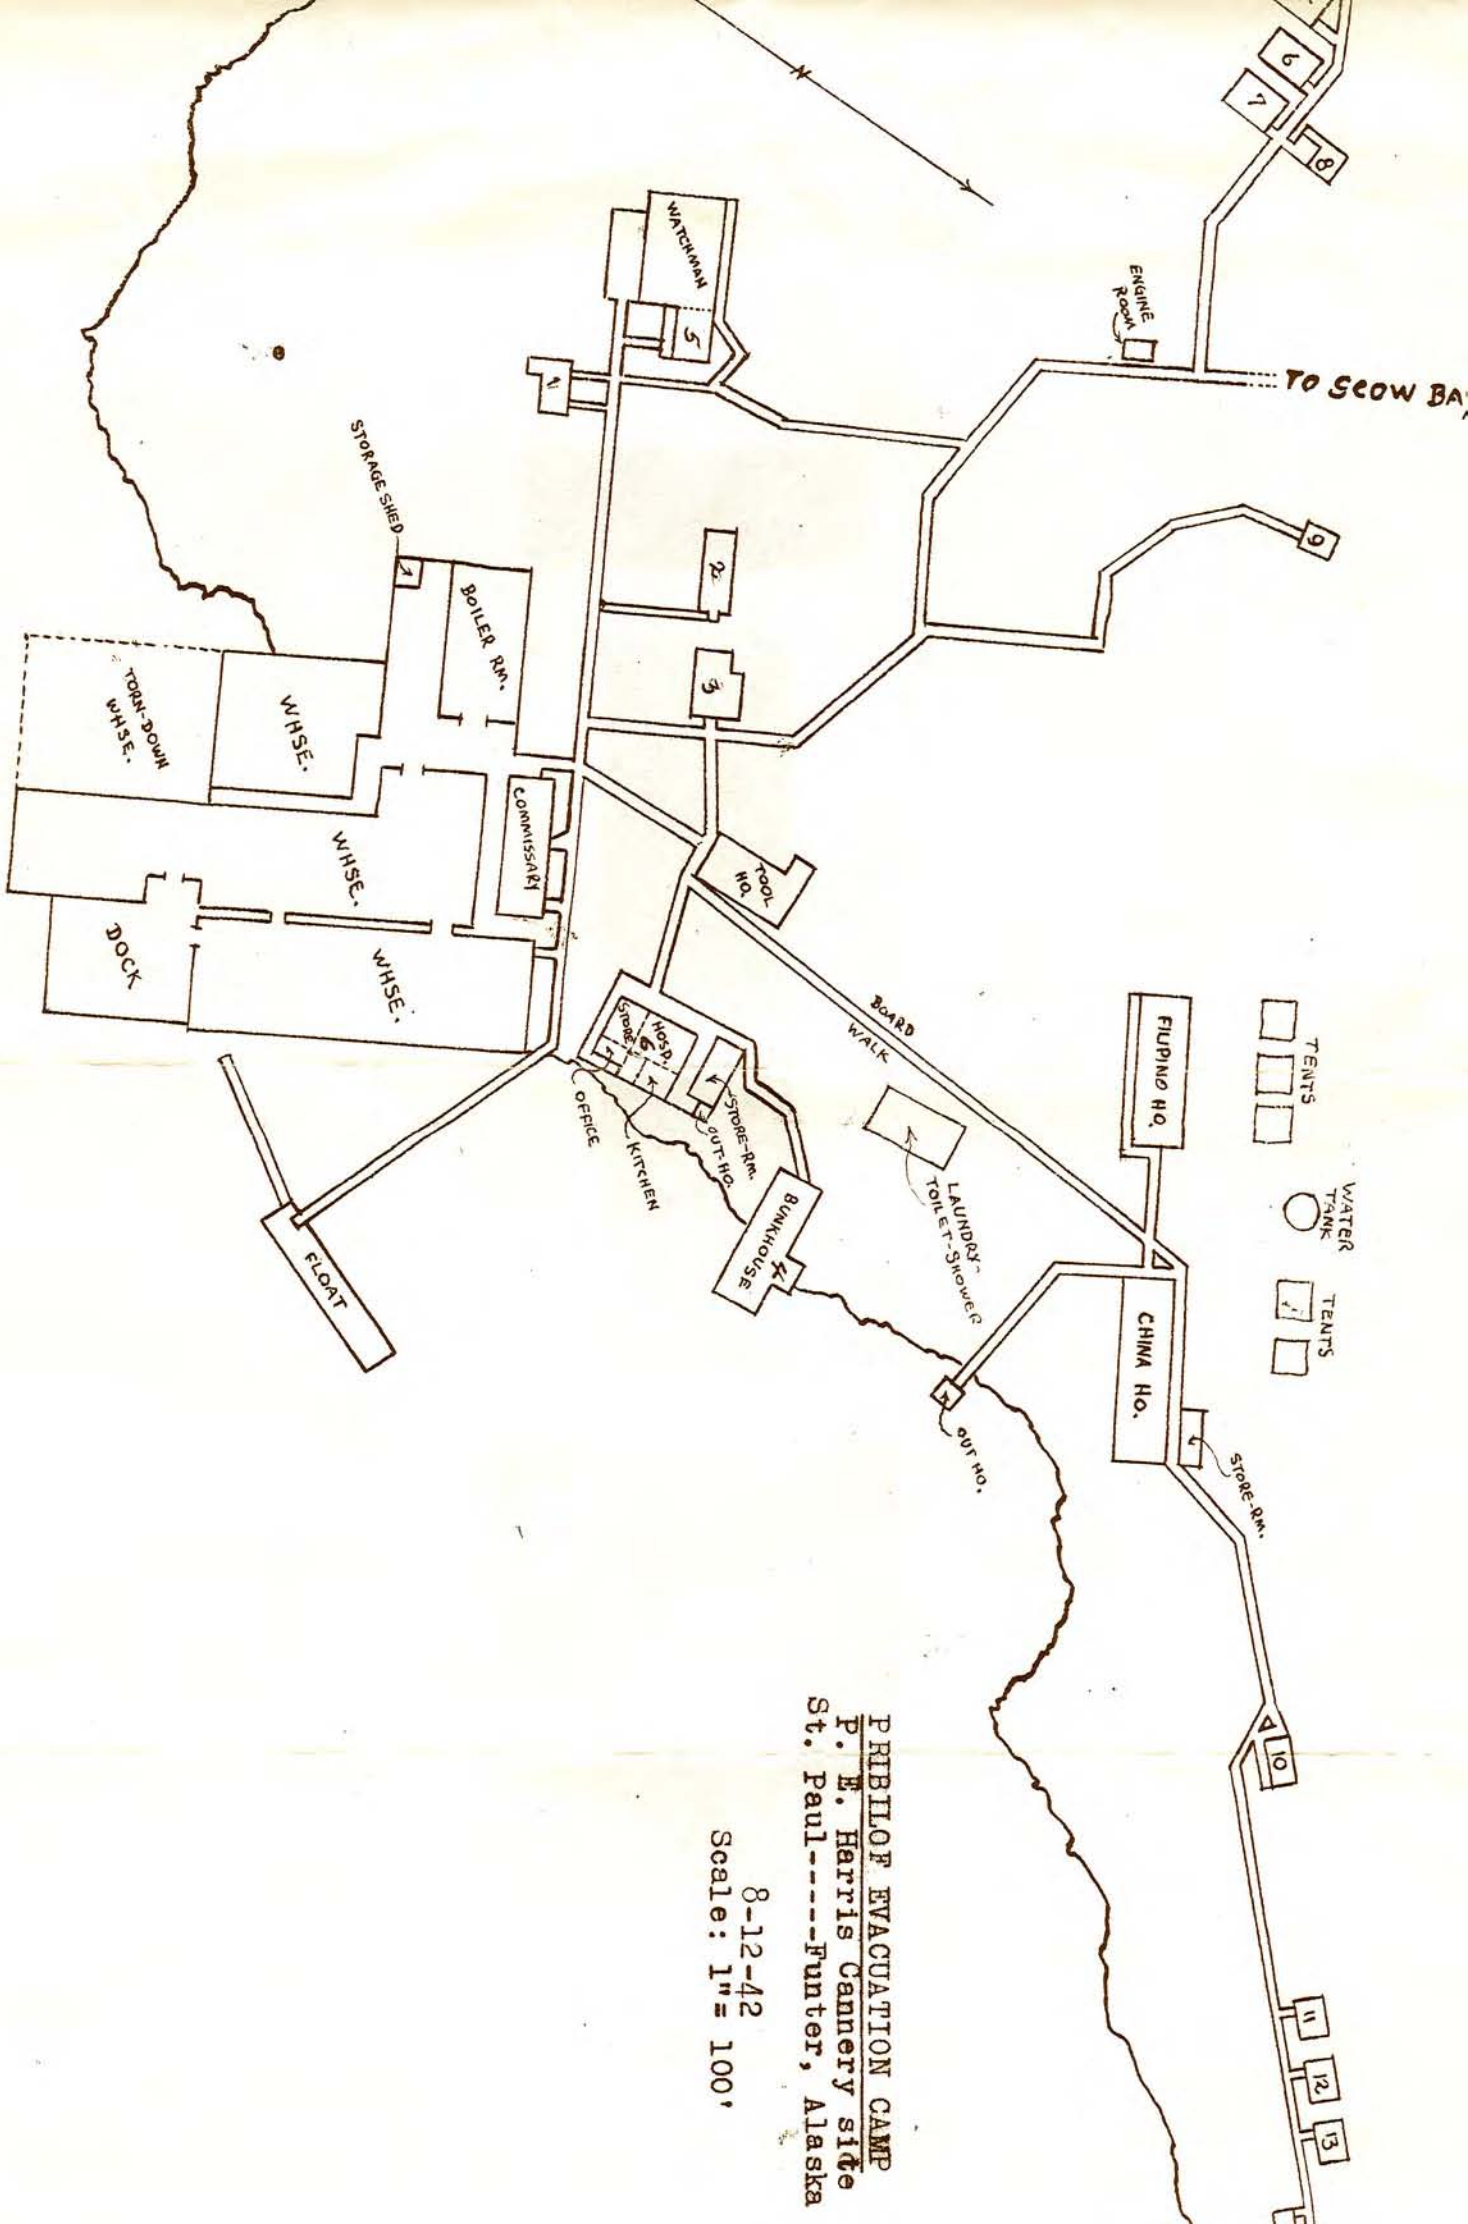 PRIBILOF EVACUATION CAMP
P. E. Harris Cannery site
St. Paul-----Funter, Alaska
8-12-42
Scale: 1"= 100'
N
6
7
8
ENGINE
ROOM
TO SCOW BAY
WATCHMAN
5
1
9
2
3
STORAGE SHED
BOILER RM.
TORN-DOWN
WHSE.
WHSE.
WHSE.
WHSE.
DOCK
COMMISSARY
TOOL
HO.
BOARD
WALK
FILIPINO HO.
TENTS
WATER
TANK
TENTS
HOSP.
6
STORE
OFFICE
KITCHEN
STORE-RM.
OUT-HO.
BUNKHOUSE
4
LAUNDRY-
TOILET-SHOWER
FLOAT
CHINA HO.
OUT HO.
STORE-RM.
10
11
12
13